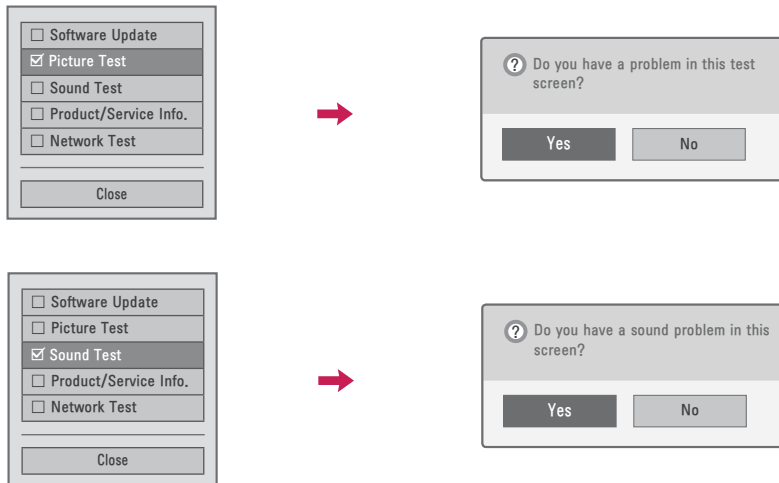 ☐ Software Update
☑ Picture Test
☐ Sound Test
☐ Product/Service Info.
☐ Network Test
Close
? Do you have a problem in this test
screen?
Yes No
☐ Software Update
☐ Picture Test
☑ Sound Test
☐ Product/Service Info.
☐ Network Test
Close
? Do you have a sound problem in this
screen?
Yes No